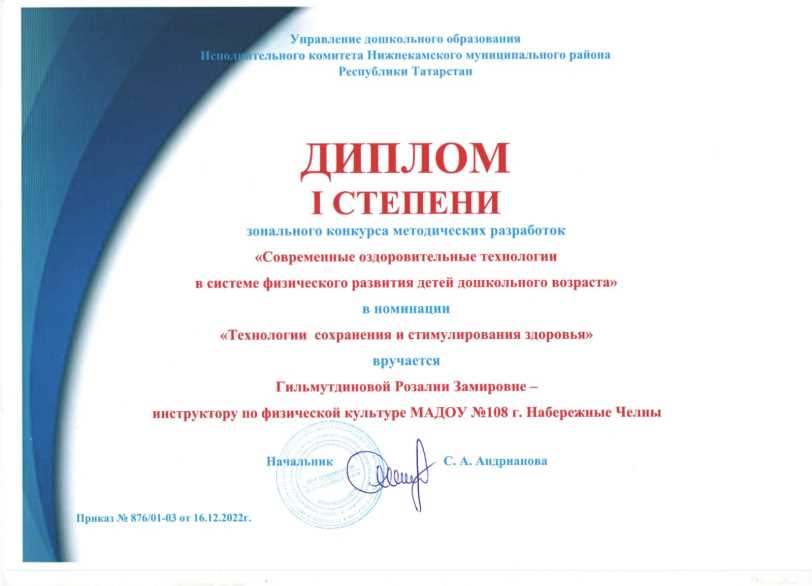 Управление дошкольного образования
Исполнительного комитета Нижнекамского муниципального района
Республики Татарстан
ДИПЛОМ
I СТЕПЕНИ
зонального конкурса методических разработок
«Современные оздоровительные технологии
в системе физического развития детей дошкольного возраста»
в номинации
«Технологии сохранения и стимулирования здоровья»
вручается
Гильмутдиновой Розалии Замировне –
инструктору по физической культуре МАДОУ №108 г. Набережные Челны
Начальник С. А. Андрианова
Приказ № 876/01-03 от 16.12.2022г.